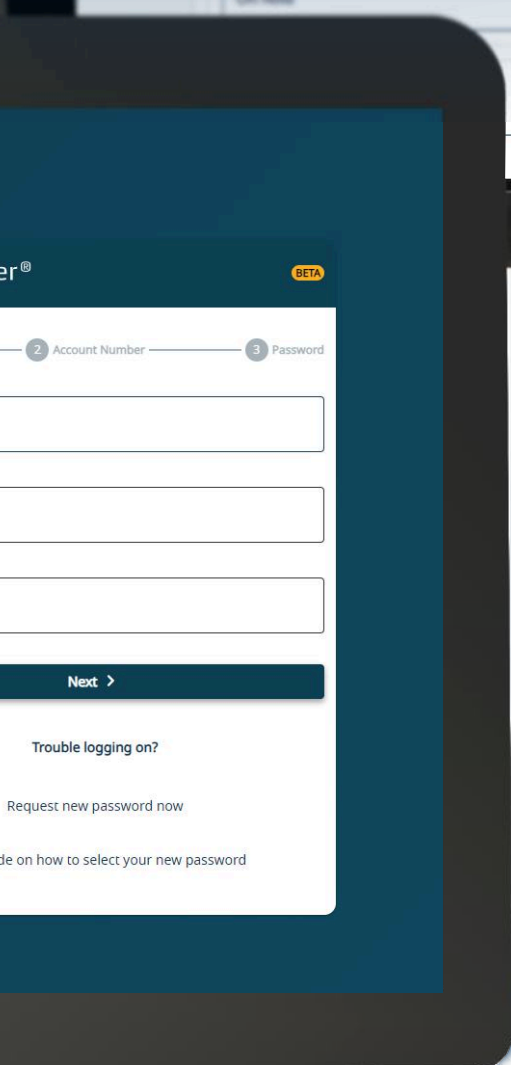 er®
BETA
2 Account Number
3 Password
Next >
Trouble logging on?
Request new password now
de on how to select your new password